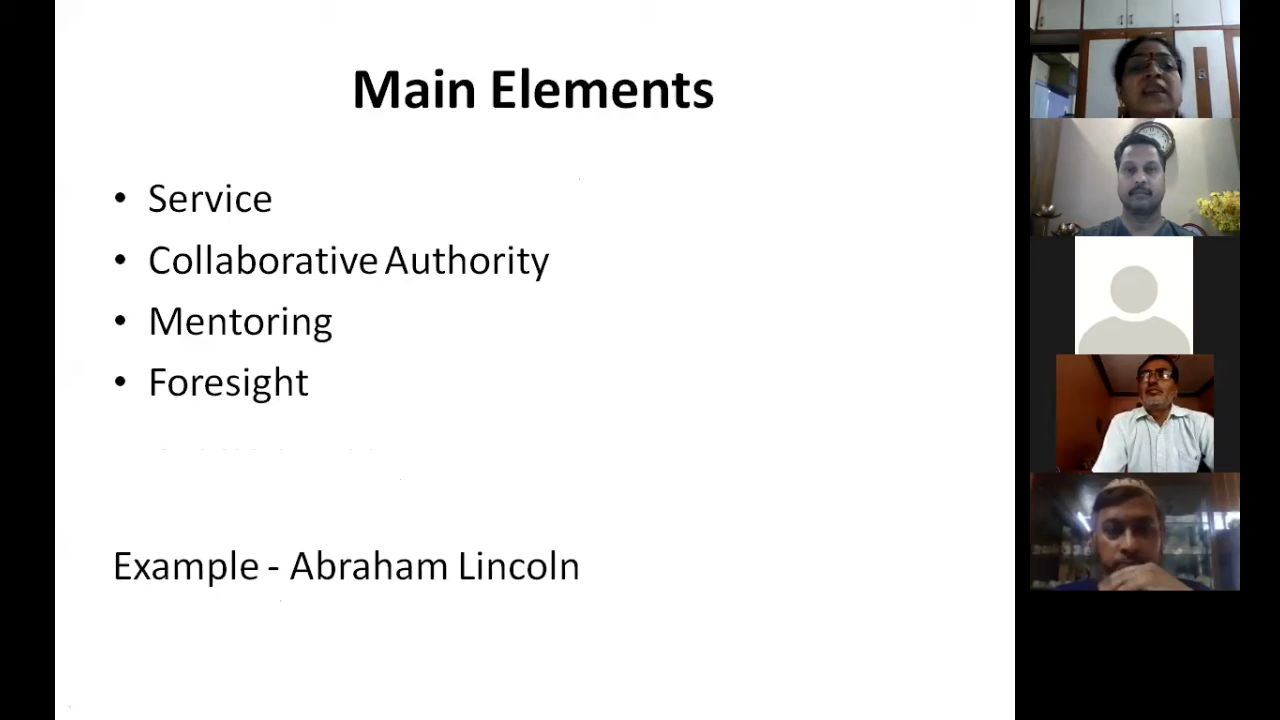 Main Elements
• Service
• Collaborative Authority
• Mentoring
• Foresight
Example - Abraham Lincoln